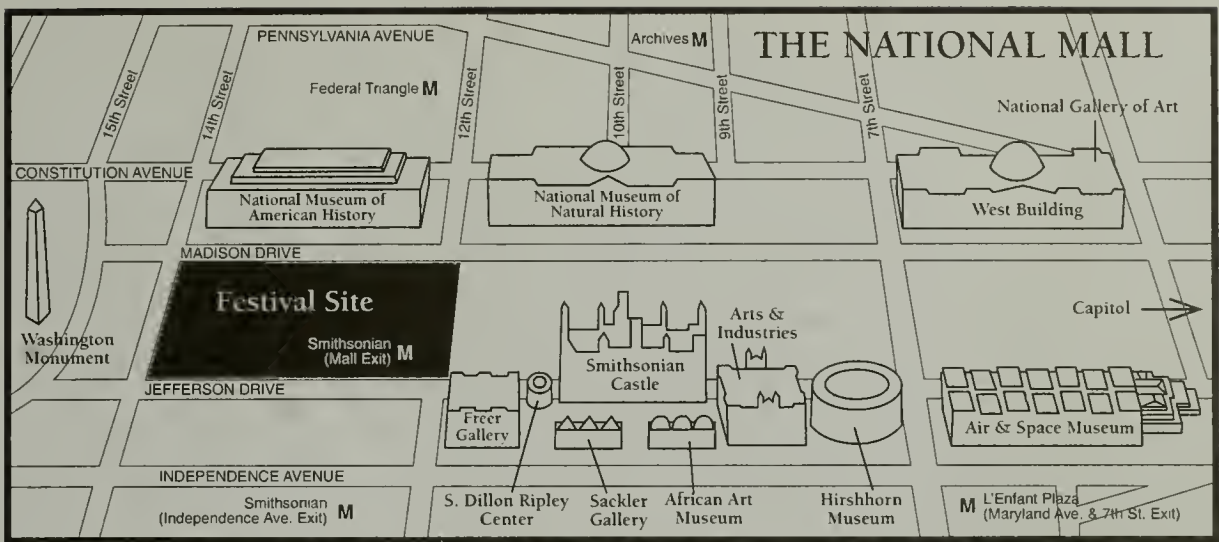 THE NATIONAL MALL
PENNSYLVANIA AVENUE
Archives M
Federal Triangle M
15th Street
14th Street
12th Street
10th Street
9th Street
7th Street
National Gallery of Art
CONSTITUTION AVENUE
National Museum of
American History
National Museum of
Natural History
West Building
MADISON DRIVE
Festival Site
Smithsonian
(Mall Exit) M
Washington
Monument
Capitol
Arts &
Industries
Smithsonian
Castle
JEFFERSON DRIVE
Freer
Gallery
Air & Space Museum
INDEPENDENCE AVENUE
Smithsonian
(Independence Ave. Exit) M
S. Dillon Ripley
Center
Sackler
Gallery
African Art
Museum
Hirshhorn
Museum
M L'Enfant Plaza
(Maryland Ave. & 7th St. Exit)